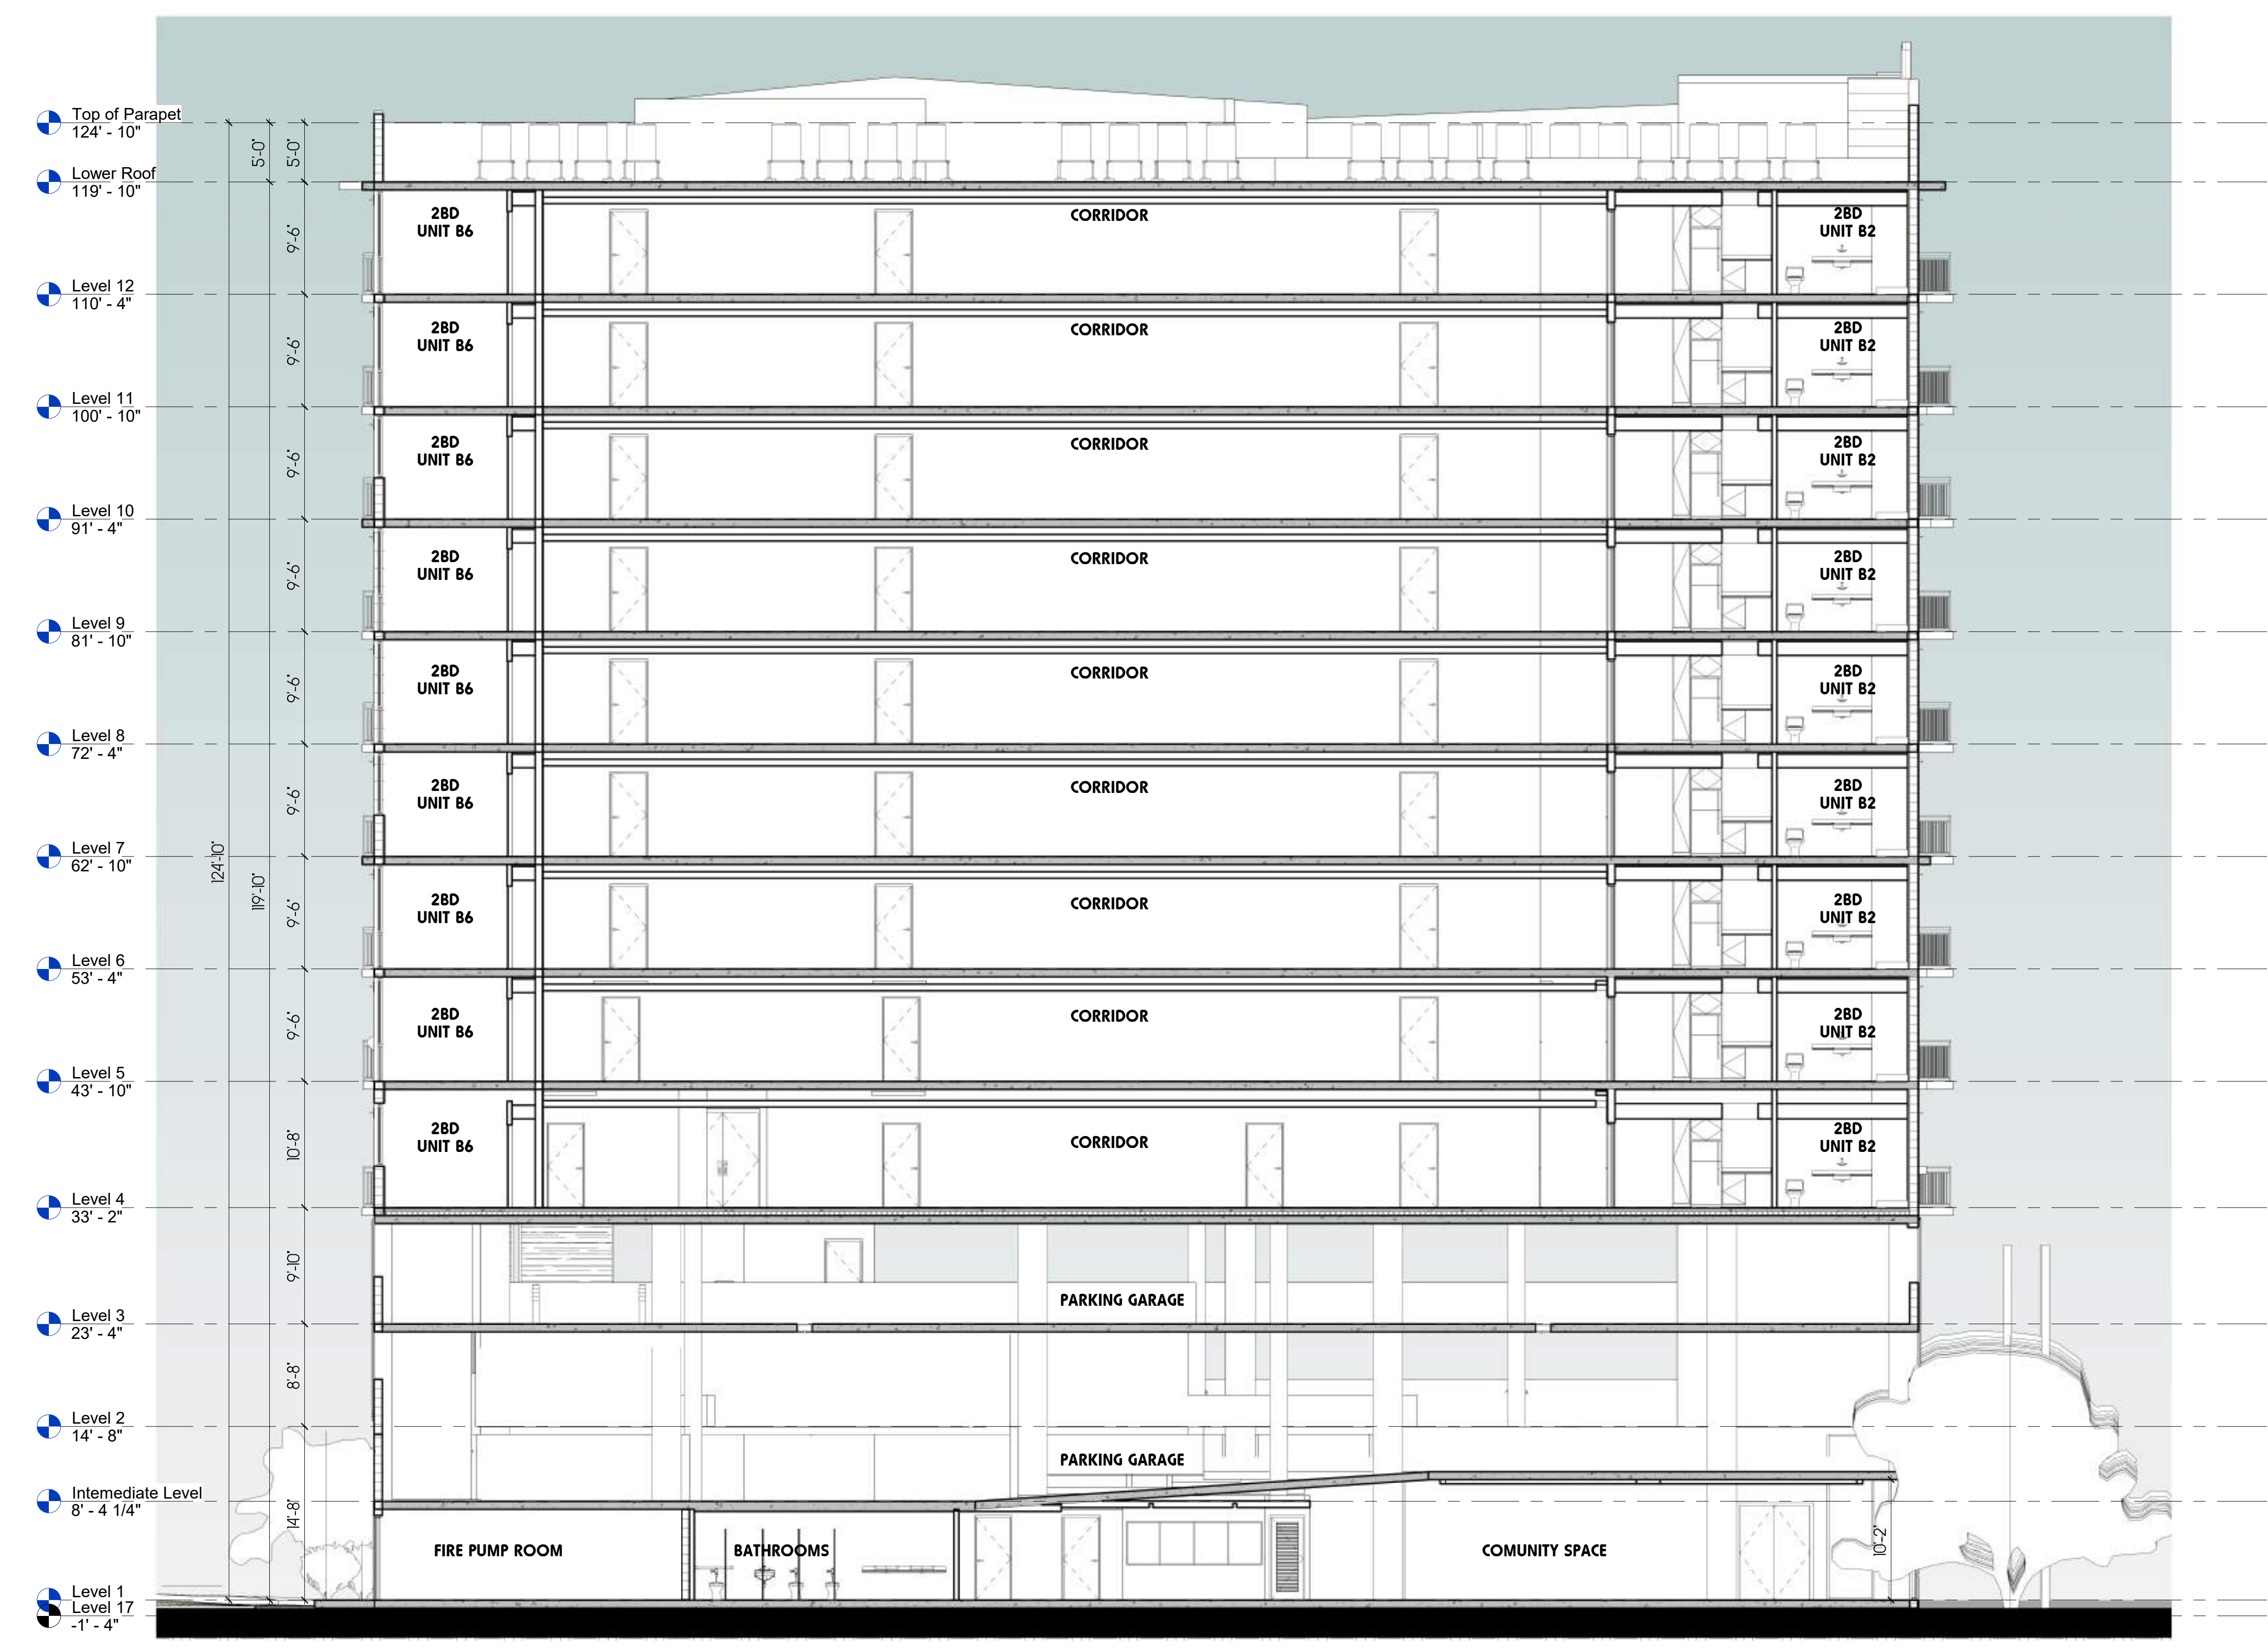 Top of Parapet
124' - 10"
5'-0"
5'-0"
Lower Roof
119' - 10"
2BD
UNIT B6
CORRIDOR
2BD
UNIT B2
9'-6"
Level 12
110' - 4"
2BD
UNIT B6
CORRIDOR
2BD
UNIT B2
9'-6"
Level 11
100' - 10"
2BD
UNIT B6
CORRIDOR
2BD
UNIT B2
9'-6"
Level 10
91' - 4"
2BD
UNIT B6
CORRIDOR
2BD
UNIT B2
9'-6"
Level 9
81' - 10"
2BD
UNIT B6
CORRIDOR
2BD
UNIT B2
9'-6"
Level 8
72' - 4"
2BD
UNIT B6
CORRIDOR
2BD
UNIT B2
9'-6"
124'-10"
119'-10"
Level 7
62' - 10"
2BD
UNIT B6
CORRIDOR
2BD
UNIT B2
9'-6"
Level 6
53' - 4"
2BD
UNIT B6
CORRIDOR
2BD
UNIT B2
9'-6"
Level 5
43' - 10"
2BD
UNIT B6
CORRIDOR
2BD
UNIT B2
10'-8"
Level 4
33' - 2"
9'-10"
PARKING GARAGE
Level 3
23' - 4"
8'-8"
Level 2
14' - 8"
PARKING GARAGE
Intemediate Level
8' - 4 1/4"
14'-8"
FIRE PUMP ROOM
BATHROOMS
COMUNITY SPACE
10'-2"
Level 1
Level 17
-1' - 4"